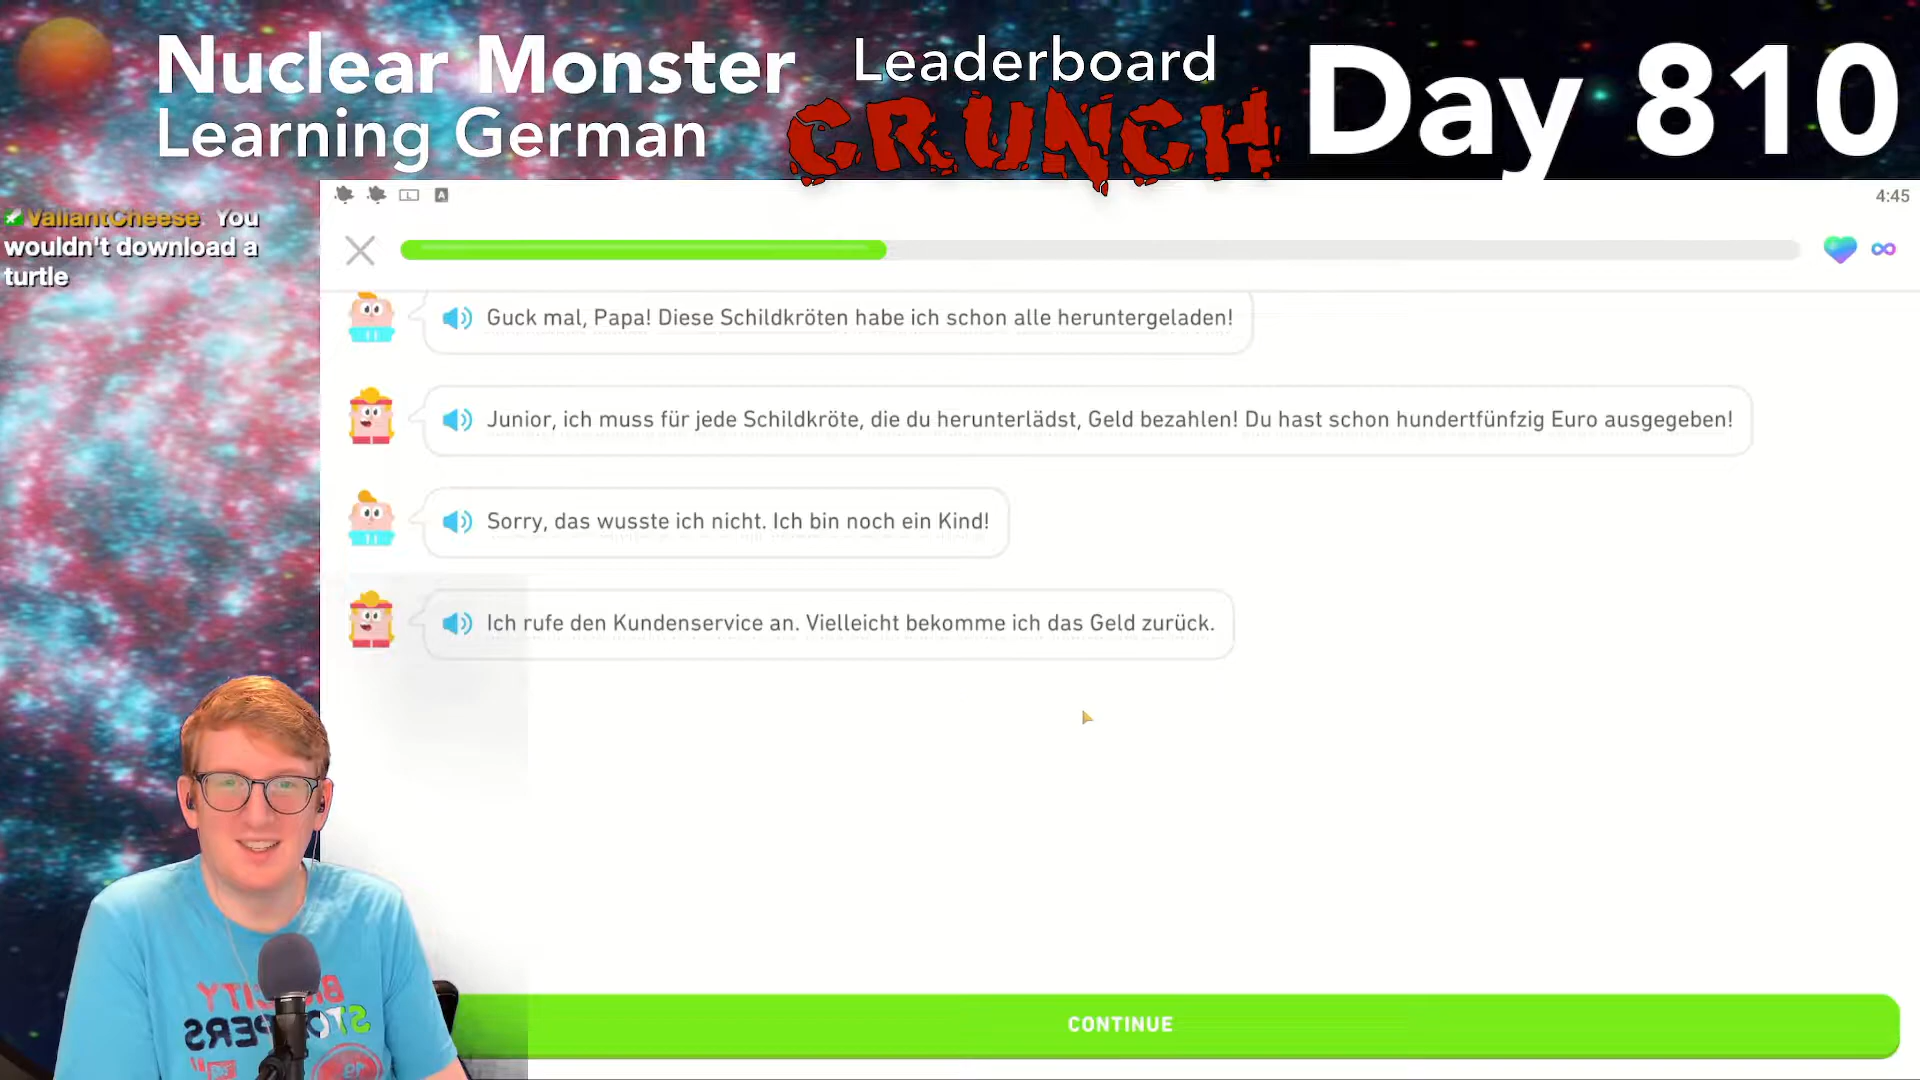 Nuclear Monster
Learning German
Leaderboard
CRUNCH
Day 810
L
A
4:45
ValiantCheese: You
wouldn't download a
turtle
Guck mal, Papa! Diese Schildkröten habe ich schon alle heruntergeladen!
Junior, ich muss für jede Schildkröte, die du herunterlädst, Geld bezahlen! Du hast schon hundertfünfzig Euro ausgegeben!
Sorry, das wusste ich nicht. Ich bin noch ein Kind!
Ich rufe den Kundenservice an. Vielleicht bekomme ich das Geld zurück.
CITY
CONTINUE